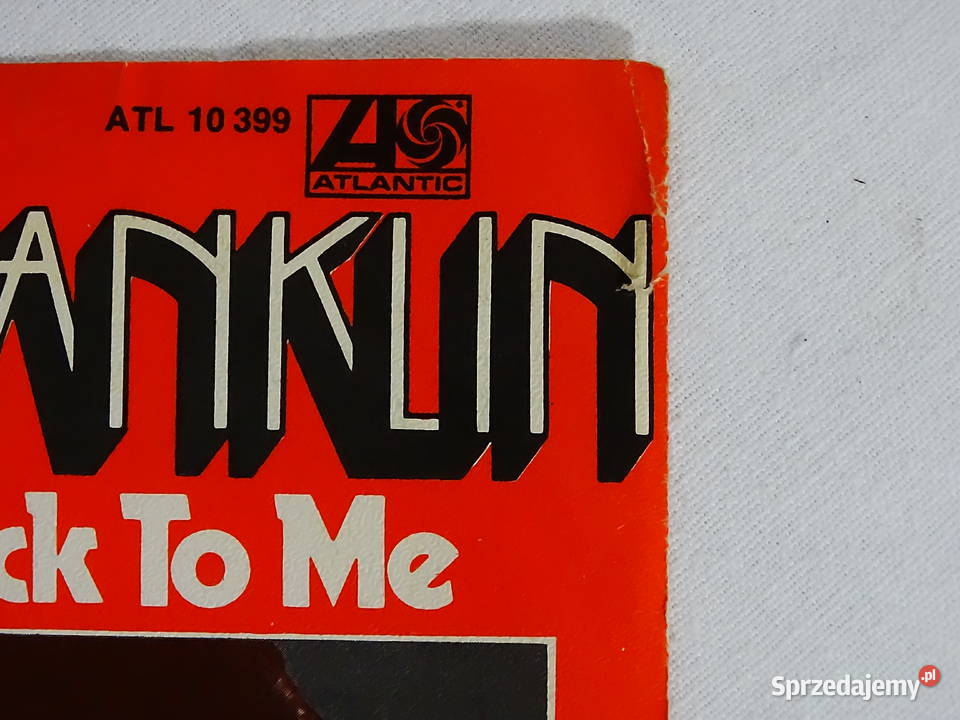 ATL 10 399
ATLANTIC
ANKLIN
ck To Me
Sprzedajemy.pl